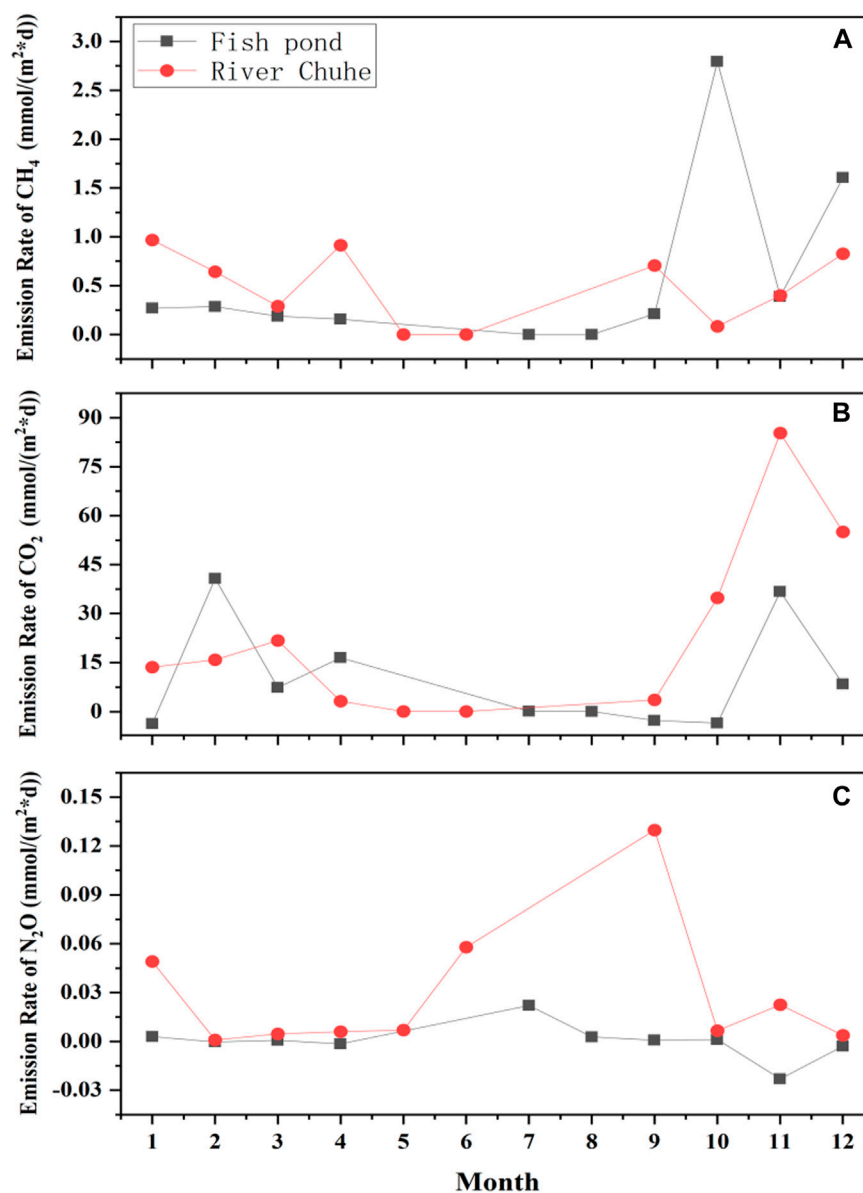 A
Fish pond
River Chuhe
Emission Rate of CH₄ (mmol/(m²*d))
3.0
2.5
2.0
1.5
1.0
0.5
0.0
B
Emission Rate of CO₂ (mmol/(m²*d))
90
75
60
45
30
15
0
C
Emission Rate of N₂O (mmol/(m²*d))
0.15
0.12
0.09
0.06
0.03
0.00
-0.03
1 2 3 4 5 6 7 8 9 10 11 12
Month